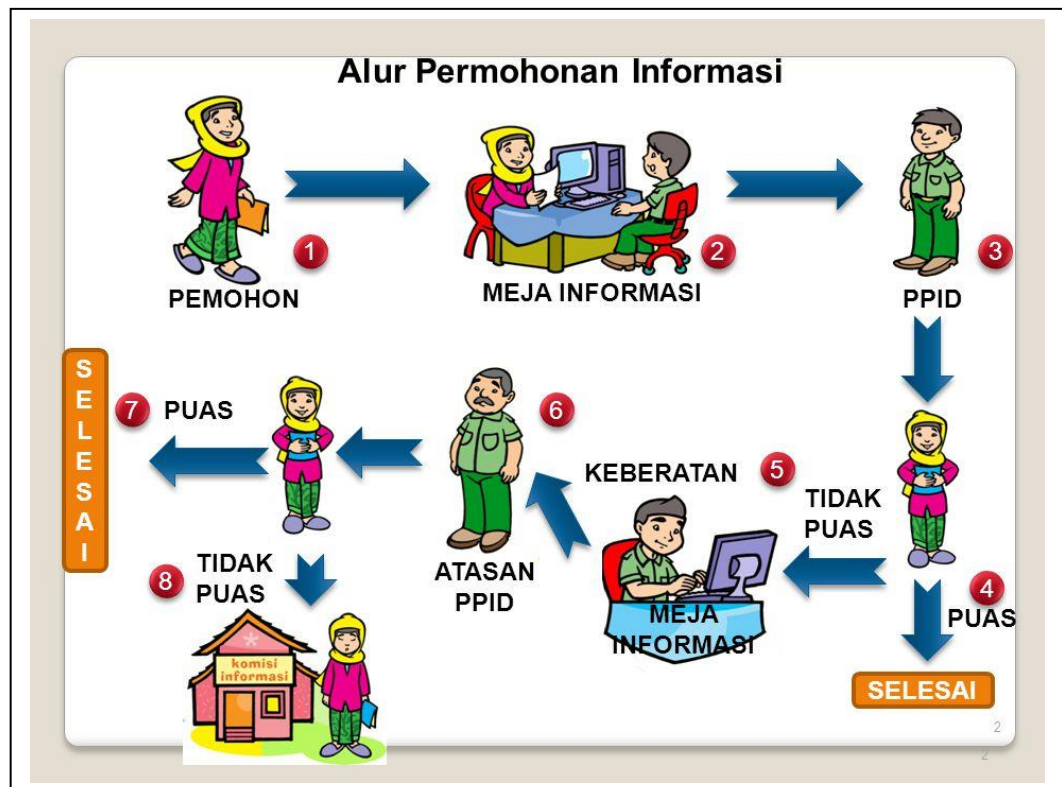 Alur Permohonan Informasi
1
PEMOHON
2
MEJA INFORMASI
3
PPID
4
PUAS
SELESAI
TIDAK
PUAS
5
KEBERATAN
MEJA
INFORMASI
6
ATASAN
PPID
7
PUAS
S
E
L
E
S
A
I
8
TIDAK
PUAS
komisi
informasi
2
2